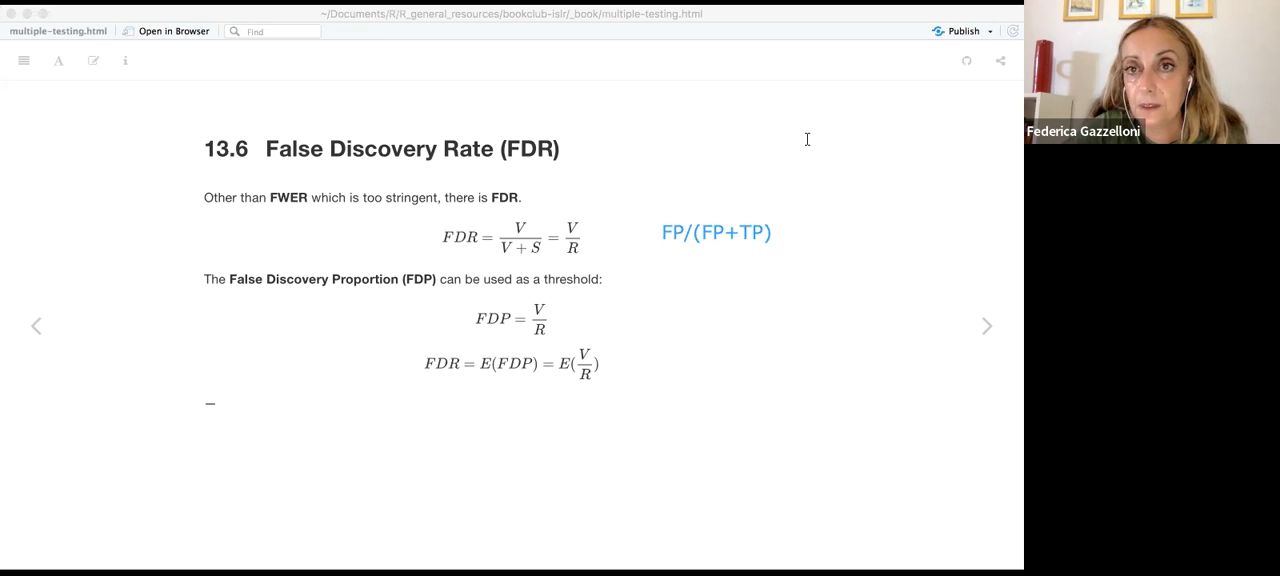 ~/Documents/R/R_general_resources/bookclub-islr/_book/multiple-testing.html
multiple-testing.html Open in Browser Find Publish
A i
13.6 False Discovery Rate (FDR)
Other than FWER which is too stringent, there is FDR.
FDR = V / (V + S) = V / R FP/(FP+TP)
The False Discovery Proportion (FDP) can be used as a threshold:
FDP = V / R
FDR = E(FDP) = E(V / R)
–
Federica Gazzelloni